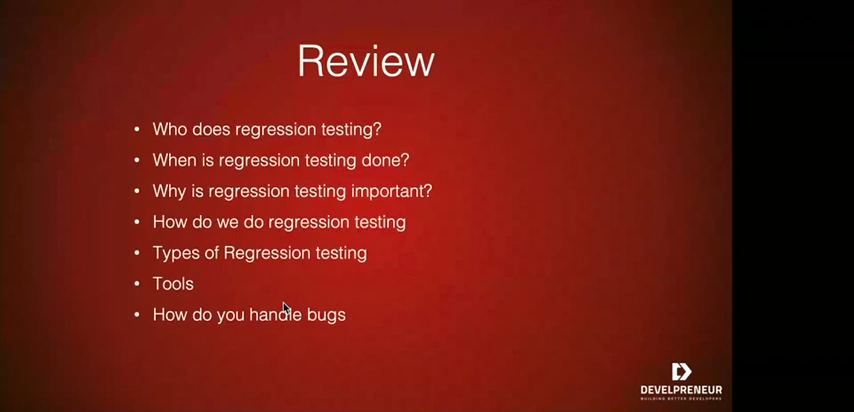 Review
• Who does regression testing?
• When is regression testing done?
• Why is regression testing important?
• How do we do regression testing
• Types of Regression testing
• Tools
• How do you handle bugs
DEVELPRENEUR
BUILDING BETTER DEVELOPERS